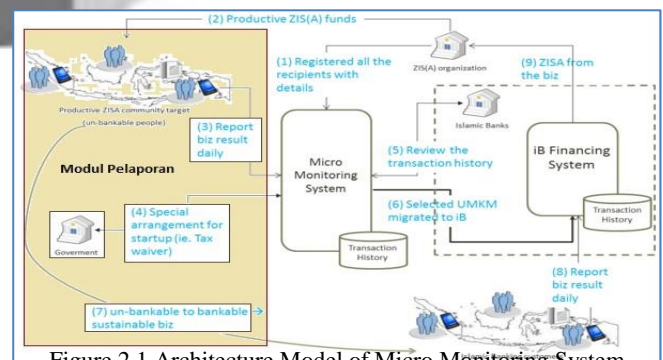 (2) Productive ZIS(A) funds
(1) Registered all the
recipients with
details
ZIS(A) organization
(9) ZISA from
the biz
Productive ZISA community target
(un-bankable people)
(3) Report
biz result
daily
Islamic Banks
Modul Pelaporan
Micro
Monitoring
System
(5) Review the
transaction history
iB Financing
System
(4) Special
arrangement for
startup (ie. Tax
waiver)
Goverment
(6) Selected UMKM
migrated to iB
Transaction
History
Transaction
History
(8) Report
biz result
daily
(7) un-bankable to bankable
sustainable biz
Figure 2.1 Architecture Model of Micro Monitoring System